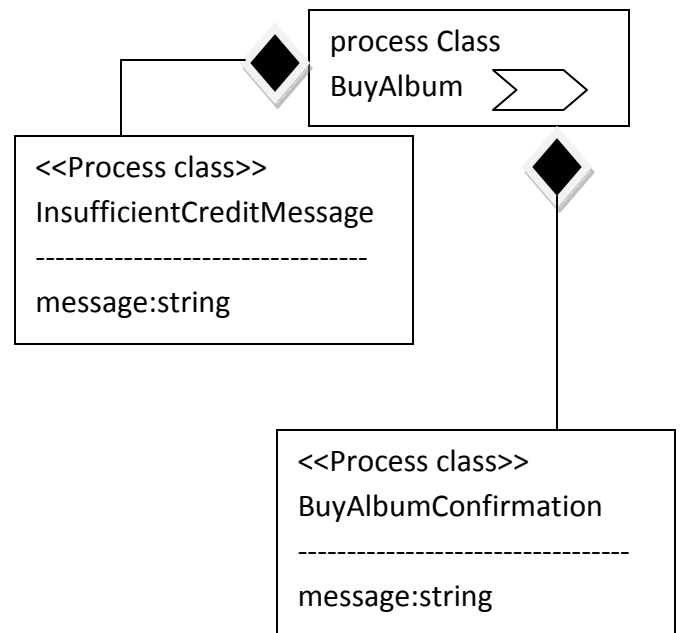 process Class
BuyAlbum
<<Process class>>
InsufficientCreditMessage
----------------------------------
message:string
<<Process class>>
BuyAlbumConfirmation
----------------------------------
message:string